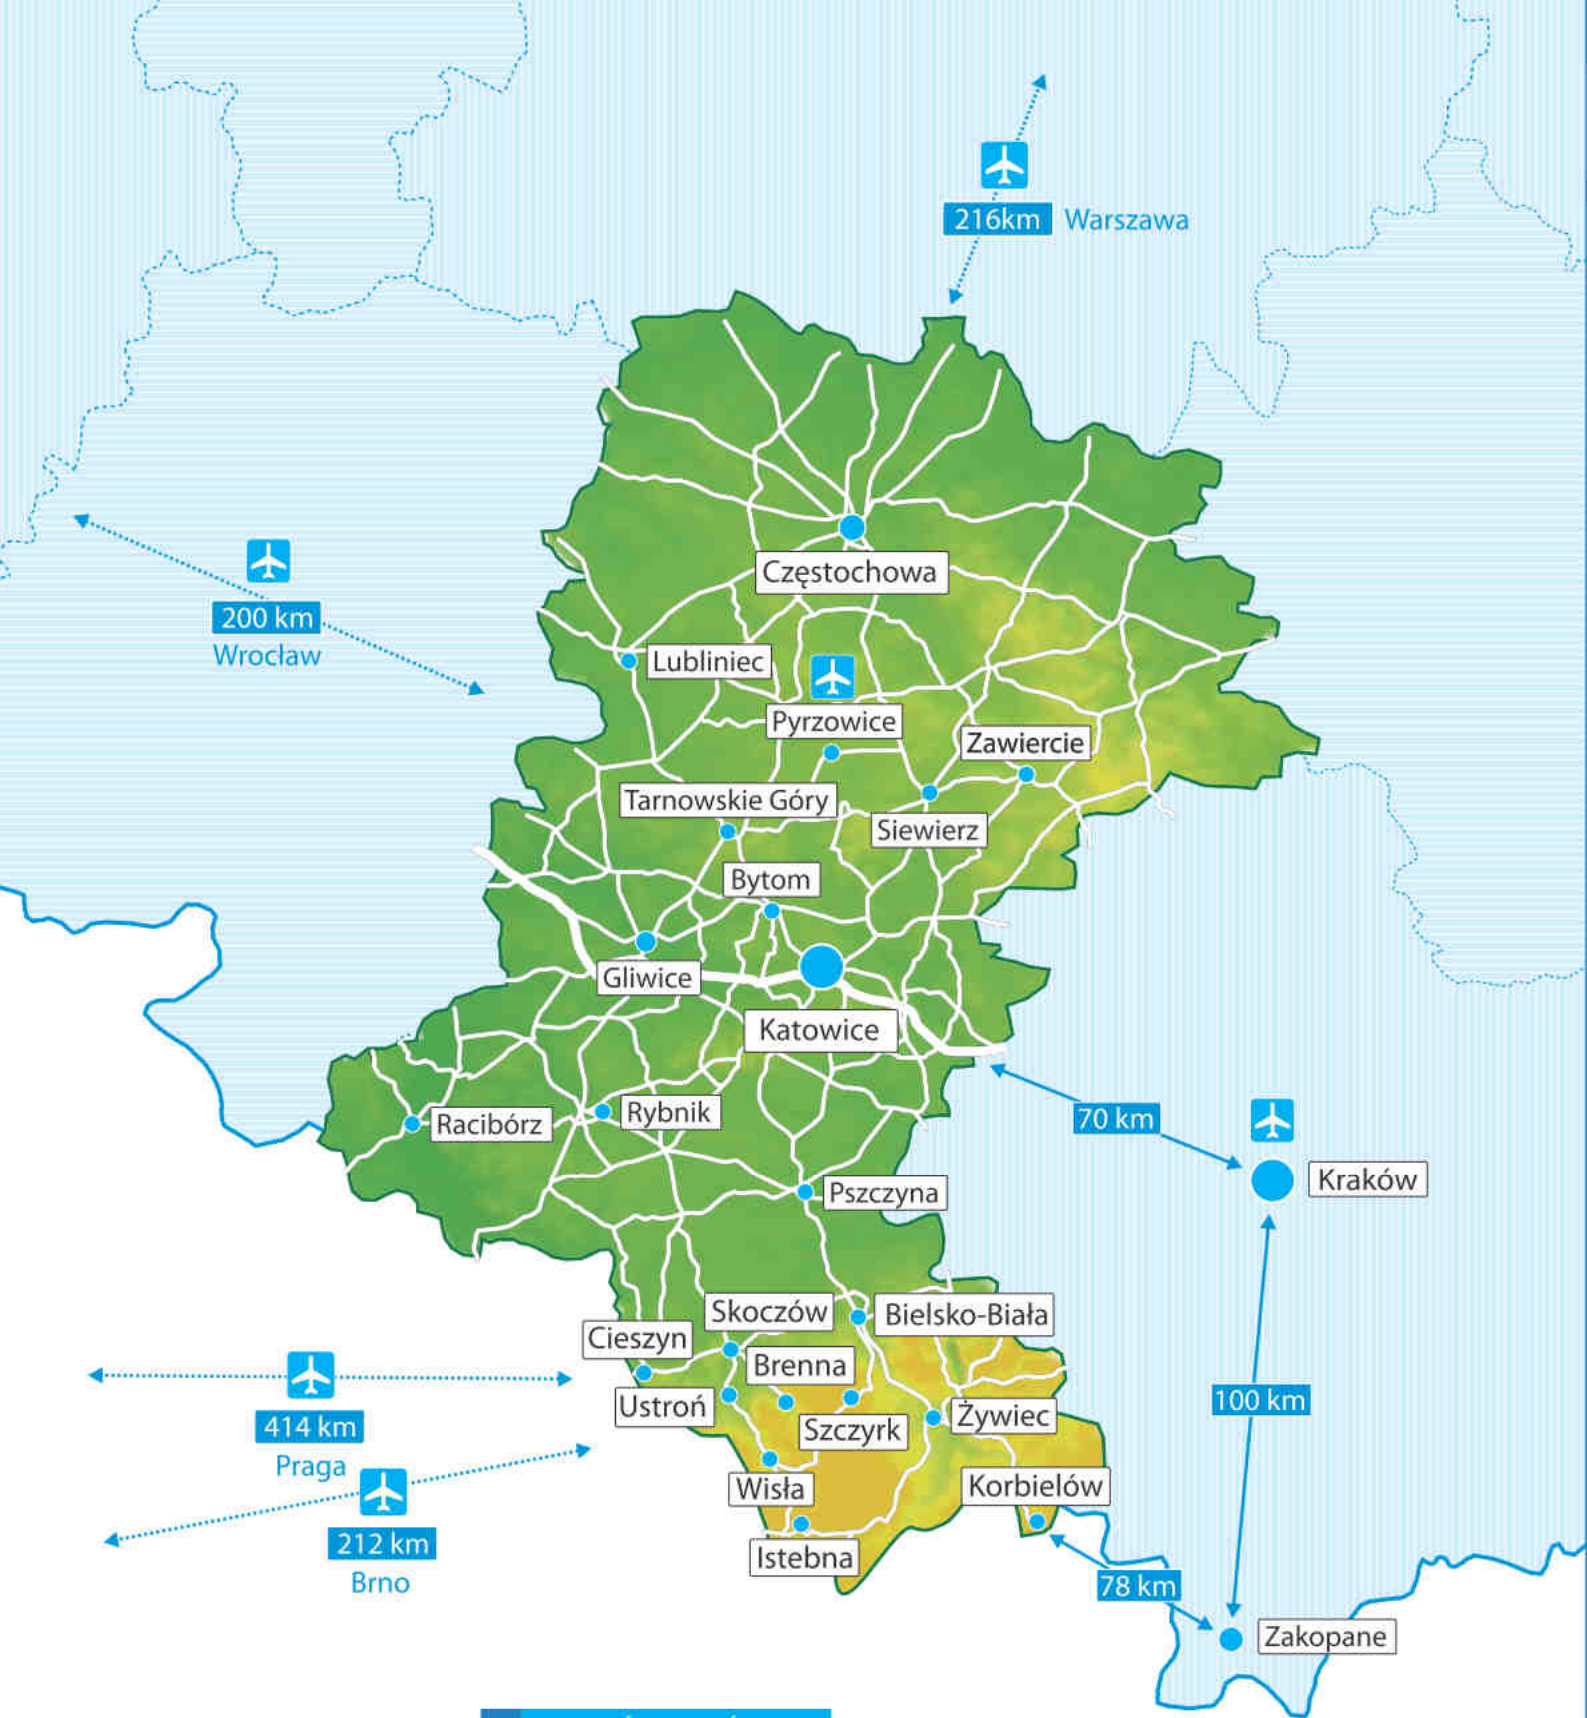 216km Warszawa
Częstochowa
200 km
Wrocław
Lubliniec
Pyrzowice
Zawiercie
Tarnowskie Góry
Siewierz
Bytom
Gliwice
Katowice
Racibórz
Rybnik
70 km
Kraków
Pszczyna
Skoczów
Bielsko-Biała
Cieszyn
Brenna
Ustroń
Szczyrk
Żywiec
100 km
414 km
Praga
Wisła
Korbielów
212 km
Brno
Istebna
78 km
Zakopane